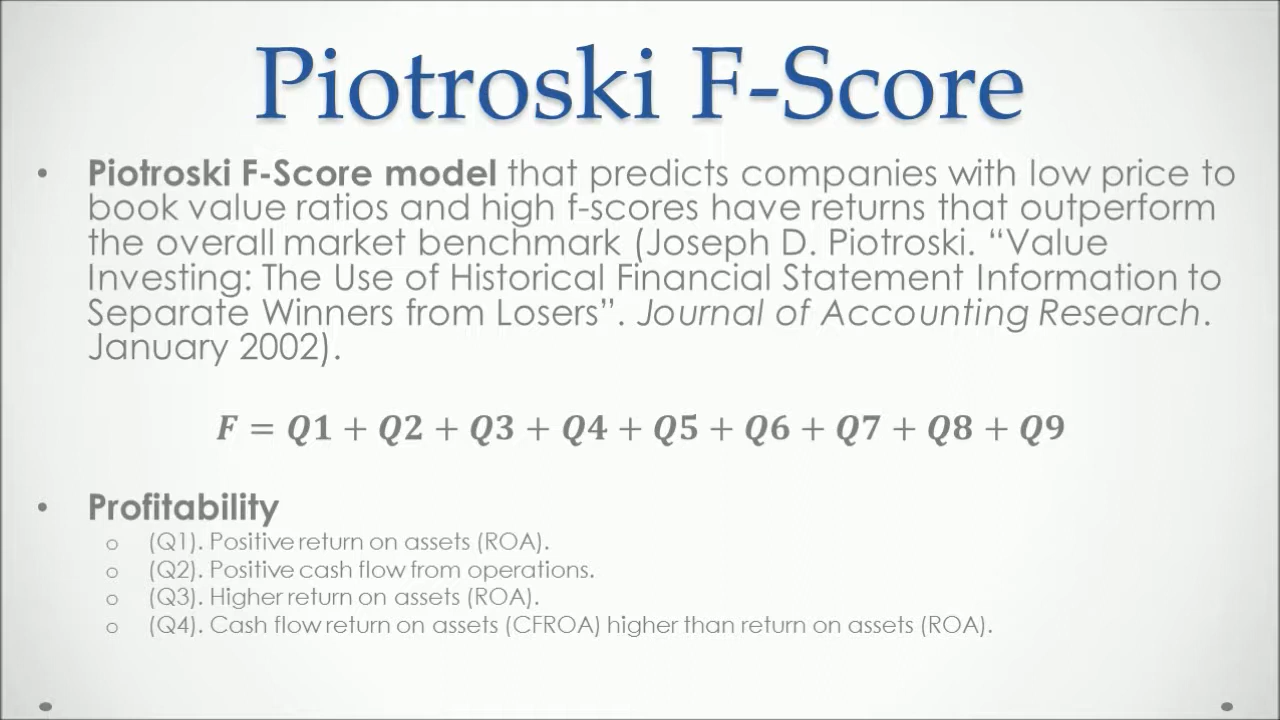 Piotroski F-Score
• Piotroski F-Score model that predicts companies with low price to
book value ratios and high f-scores have returns that outperform
the overall market benchmark (Joseph D. Piotroski. “Value
Investing: The Use of Historical Financial Statement Information to
Separate Winners from Losers”. Journal of Accounting Research.
January 2002).
F = Q1 + Q2 + Q3 + Q4 + Q5 + Q6 + Q7 + Q8 + Q9
• Profitability
o (Q1). Positive return on assets (ROA).
o (Q2). Positive cash flow from operations.
o (Q3). Higher return on assets (ROA).
o (Q4). Cash flow return on assets (CFROA) higher than return on assets (ROA).